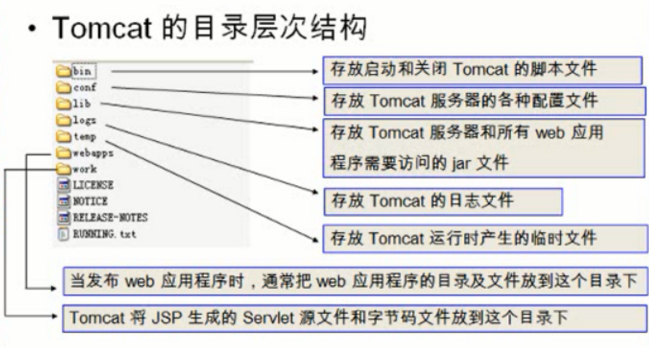 • Tomcat 的目录层次结构
bin
conf
lib
logs
temp
webapps
work
LICENSE
NOTICE
RELEASE-NOTES
RUNNING.txt
存放启动和关闭 Tomcat 的脚本文件
存放 Tomcat 服务器的各种配置文件
存放 Tomcat 服务器和所有 web 应用
程序需要访问的 jar 文件
存放 Tomcat 的日志文件
存放 Tomcat 运行时产生的临时文件
当发布 web 应用程序时，通常把 web 应用程序的目录及文件放到这个目录下
Tomcat 将 JSP 生成的 Servlet 源文件和字节码文件放到这个目录下